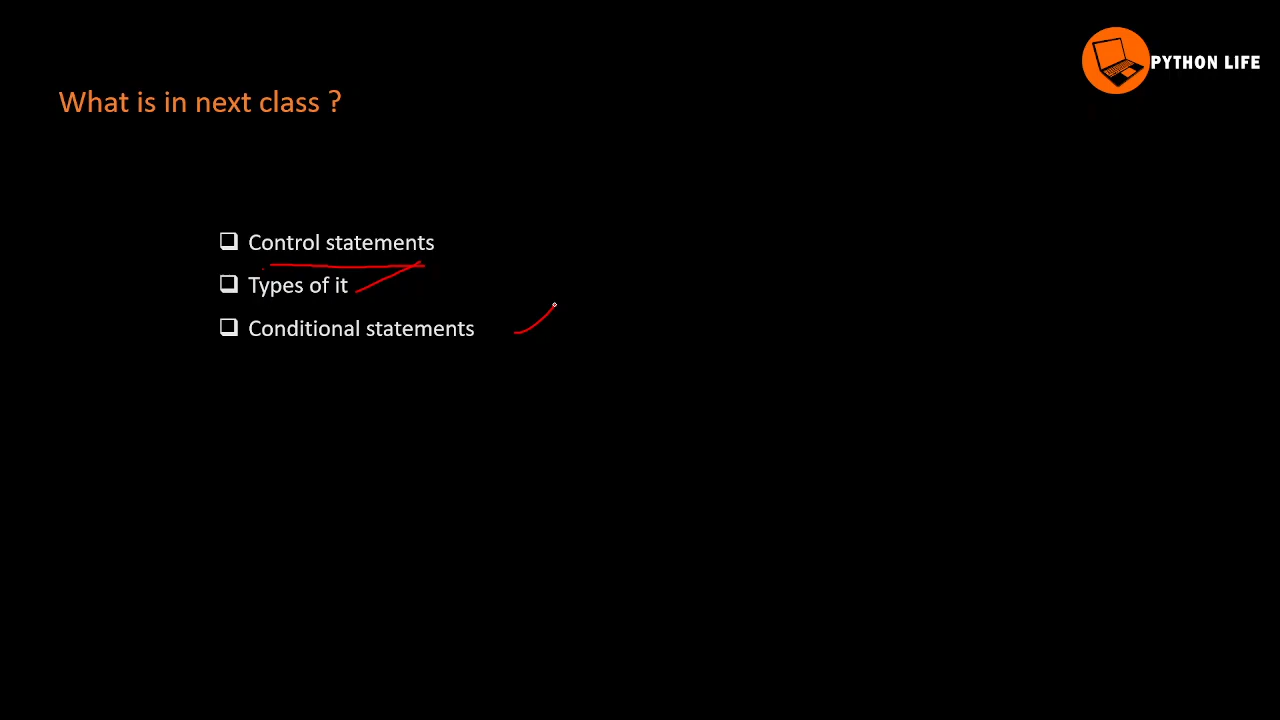 PYTHON LIFE
What is in next class ?
Control statements
Types of it
Conditional statements